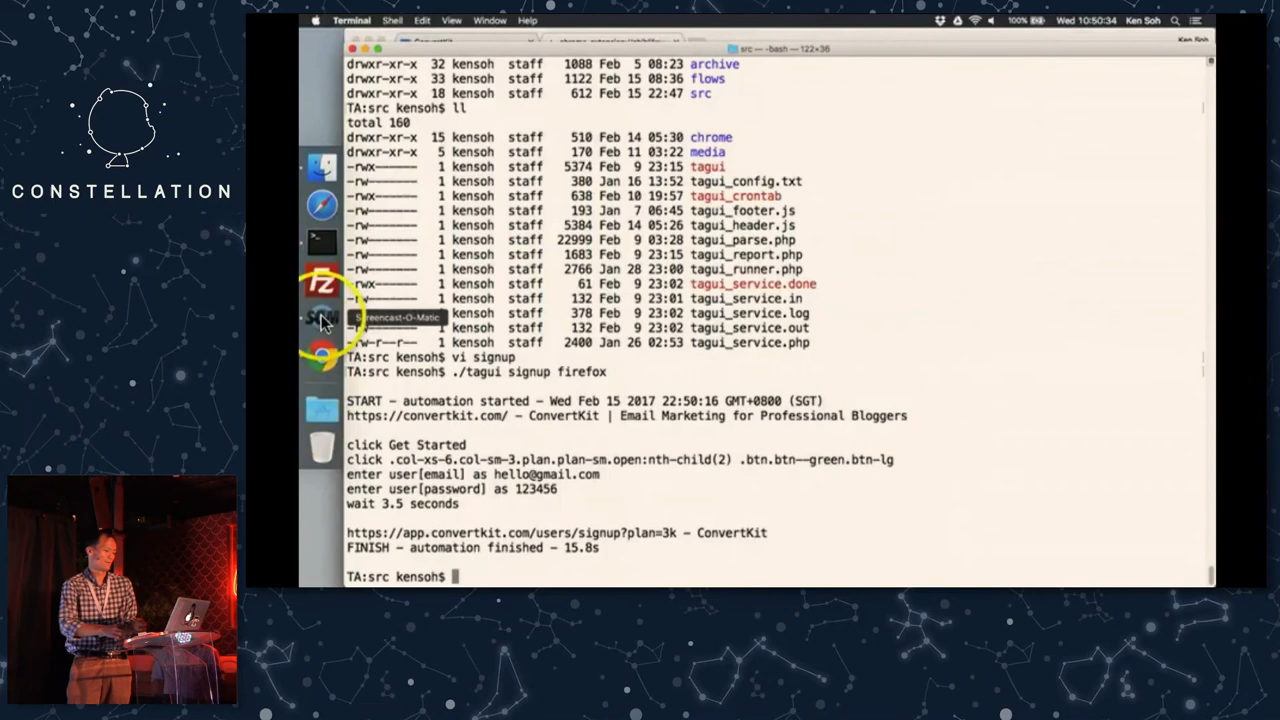 Terminal Shell Edit View Window Help 100% Wed 10:50:34 Ken Soh
ConvertKit
Ken Soh
src — -bash — 122×36
drwxr-xr-x 32 kensoh staff 1088 Feb 5 08:23 archive
drwxr-xr-x 33 kensoh staff 1122 Feb 15 08:36 flows
drwxr-xr-x 18 kensoh staff 612 Feb 15 22:47 src
TA:src kensoh$ ll
total 160
drwxr-xr-x 15 kensoh staff 510 Feb 14 05:30 chrome
drwxr-xr-x 5 kensoh staff 170 Feb 11 03:22 media
-rwx------ 1 kensoh staff 5374 Feb 9 23:15 tagui
-rw------- 1 kensoh staff 380 Jan 16 13:52 tagui_config.txt
-rwx------ 1 kensoh staff 638 Feb 10 19:57 tagui_crontab
-rw------- 1 kensoh staff 193 Jan 7 06:45 tagui_footer.js
-rw------- 1 kensoh staff 5384 Feb 14 05:26 tagui_header.js
-rw------- 1 kensoh staff 22999 Feb 9 03:28 tagui_parse.php
-rw------- 1 kensoh staff 1683 Feb 9 23:15 tagui_report.php
-rw------- 1 kensoh staff 2766 Jan 28 23:00 tagui_runner.php
-rwx------ 1 kensoh staff 61 Feb 9 23:02 tagui_service.done
-rw------- 1 kensoh staff 132 Feb 9 23:01 tagui_service.in
Screencast-O-Matic kensoh staff 378 Feb 9 23:02 tagui_service.log
-rw------- 1 kensoh staff 132 Feb 9 23:02 tagui_service.out
-rw-r--r-- 1 kensoh staff 2400 Jan 26 02:53 tagui_service.php
TA:src kensoh$ vi signup
TA:src kensoh$ ./tagui signup firefox
START - automation started - Wed Feb 15 2017 22:50:16 GMT+0800 (SGT)
https://convertkit.com/ - ConvertKit | Email Marketing for Professional Bloggers
click Get Started
click .col-xs-6.col-sm-3.plan.plan-sm.open:nth-child(2) .btn.btn--green.btn-lg
enter user[email] as hello@gmail.com
enter user[password] as 123456
wait 3.5 seconds
https://app.convertkit.com/users/signup?plan=3k - ConvertKit
FINISH - automation finished - 15.8s
TA:src kensoh$
CONSTELLATION